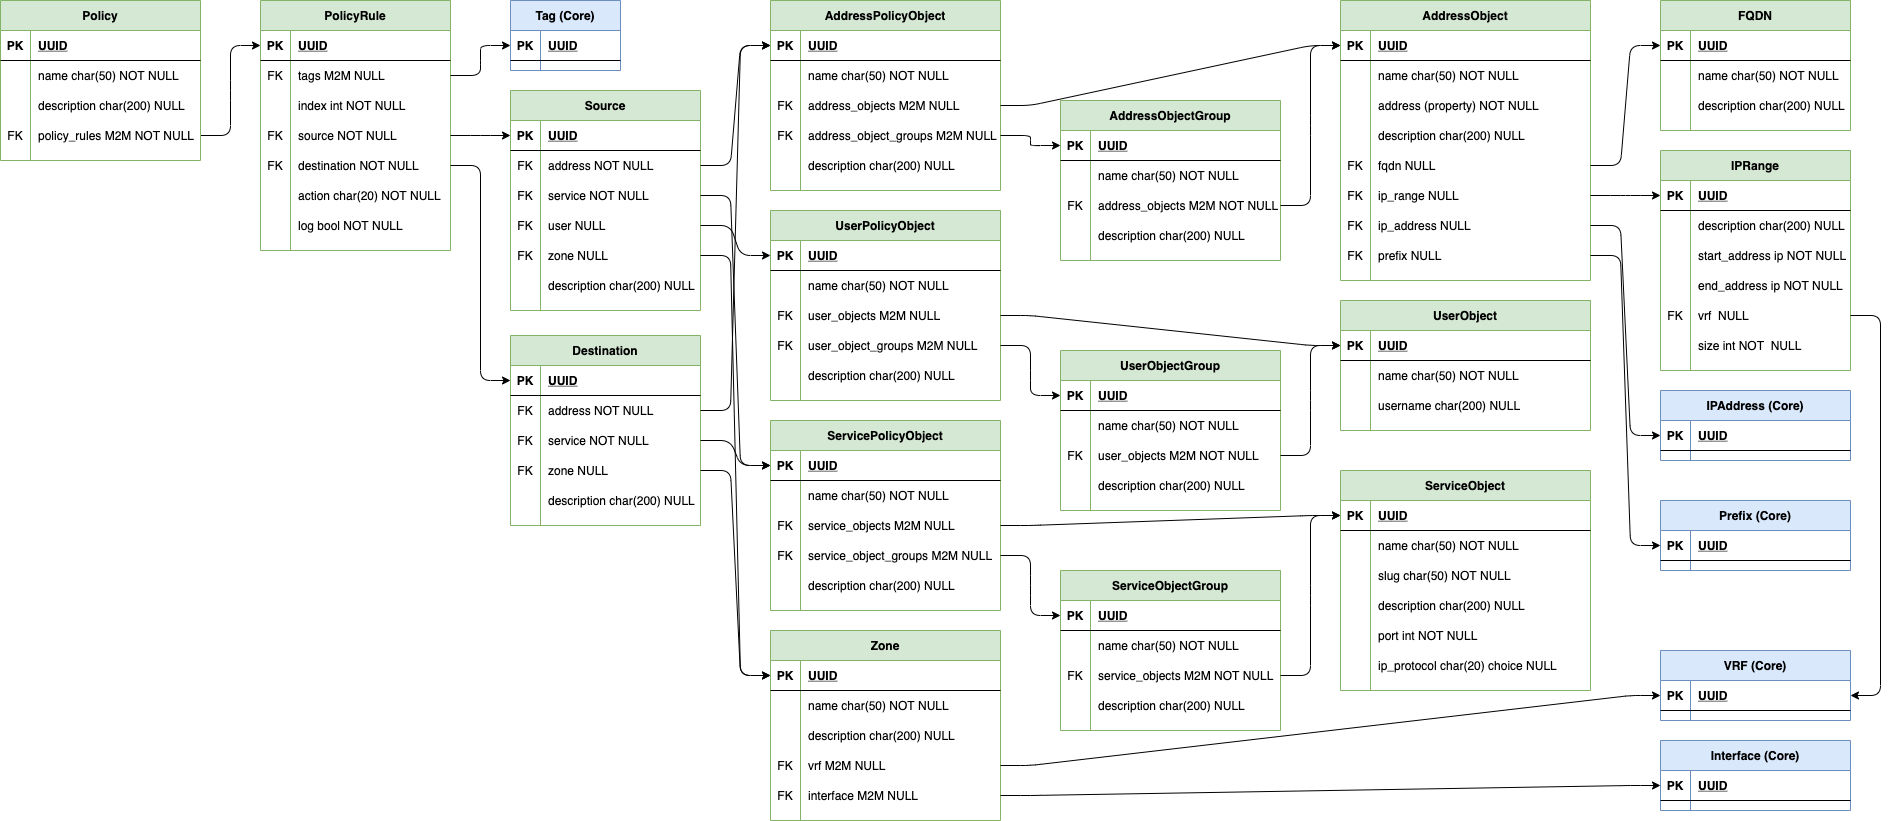 Policy
PK UUID
name char(50) NOT NULL
description char(200) NULL
FK policy_rules M2M NOT NULL
PolicyRule
PK UUID
FK tags M2M NULL
index int NOT NULL
FK source NOT NULL
FK destination NOT NULL
action char(20) NOT NULL
log bool NOT NULL
Tag (Core)
PK UUID
Source
PK UUID
FK address NOT NULL
FK service NOT NULL
FK user NULL
FK zone NULL
description char(200) NULL
Destination
PK UUID
FK address NOT NULL
FK service NOT NULL
FK zone NULL
description char(200) NULL
AddressPolicyObject
PK UUID
name char(50) NOT NULL
FK address_objects M2M NULL
FK address_object_groups M2M NULL
description char(200) NULL
UserPolicyObject
PK UUID
name char(50) NOT NULL
FK user_objects M2M NULL
FK user_object_groups M2M NULL
description char(200) NULL
ServicePolicyObject
PK UUID
name char(50) NOT NULL
FK service_objects M2M NULL
FK service_object_groups M2M NULL
description char(200) NULL
Zone
PK UUID
name char(50) NOT NULL
description char(200) NULL
FK vrf M2M NULL
FK interface M2M NULL
AddressObjectGroup
PK UUID
name char(50) NOT NULL
FK address_objects M2M NOT NULL
description char(200) NULL
UserObjectGroup
PK UUID
name char(50) NOT NULL
FK user_objects M2M NOT NULL
description char(200) NULL
ServiceObjectGroup
PK UUID
name char(50) NOT NULL
FK service_objects M2M NOT NULL
description char(200) NULL
AddressObject
PK UUID
name char(50) NOT NULL
address (property) NOT NULL
description char(200) NULL
FK fqdn NULL
FK ip_range NULL
FK ip_address NULL
FK prefix NULL
UserObject
PK UUID
name char(50) NOT NULL
username char(200) NULL
ServiceObject
PK UUID
name char(50) NOT NULL
slug char(50) NOT NULL
description char(200) NULL
port int NOT NULL
ip_protocol char(20) choice NULL
FQDN
PK UUID
name char(50) NOT NULL
description char(200) NULL
IPRange
PK UUID
description char(200) NULL
start_address ip NOT NULL
end_address ip NOT NULL
FK vrf NULL
size int NOT NULL
IPAddress (Core)
PK UUID
Prefix (Core)
PK UUID
VRF (Core)
PK UUID
Interface (Core)
PK UUID